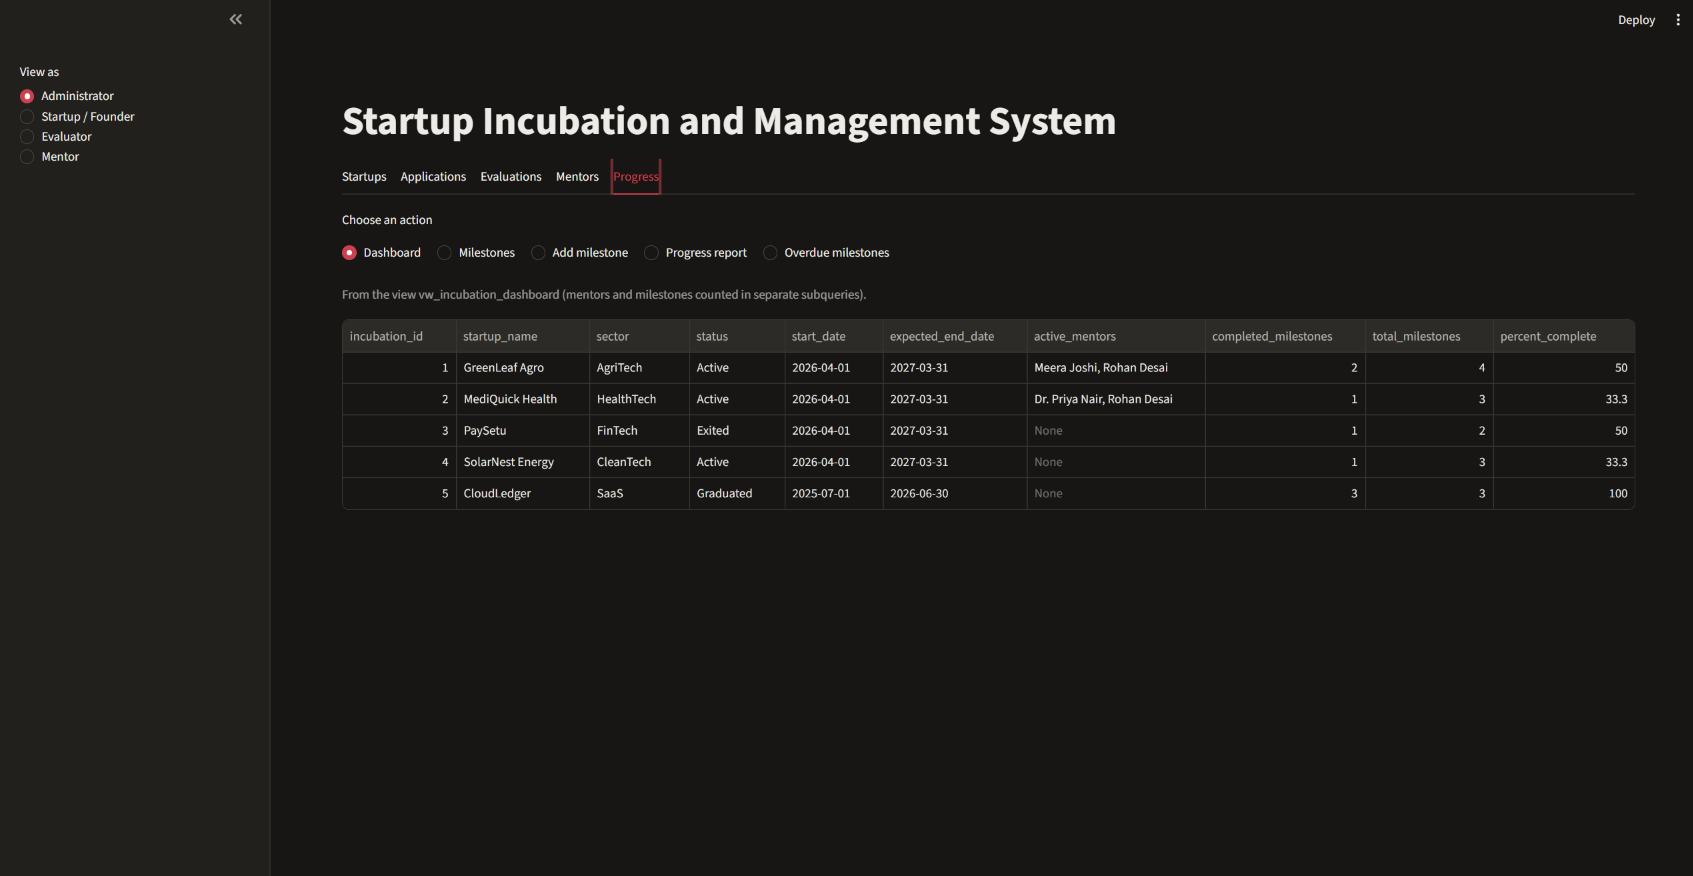 Deploy
View as
Administrator
Startup / Founder
Evaluator
Mentor
Startup Incubation and Management System
Startups Applications Evaluations Mentors Progress
Choose an action
Dashboard Milestones Add milestone Progress report Overdue milestones
From the view vw_incubation_dashboard (mentors and milestones counted in separate subqueries).
incubation_id startup_name sector status start_date expected_end_date active_mentors completed_milestones total_milestones percent_complete
1 GreenLeaf Agro AgriTech Active 2026-04-01 2027-03-31 Meera Joshi, Rohan Desai 2 4 50
2 MediQuick Health HealthTech Active 2026-04-01 2027-03-31 Dr. Priya Nair, Rohan Desai 1 3 33.3
3 PaySetu FinTech Exited 2026-04-01 2027-03-31 None 1 2 50
4 SolarNest Energy CleanTech Active 2026-04-01 2027-03-31 None 1 3 33.3
5 CloudLedger SaaS Graduated 2025-07-01 2026-06-30 None 3 3 100